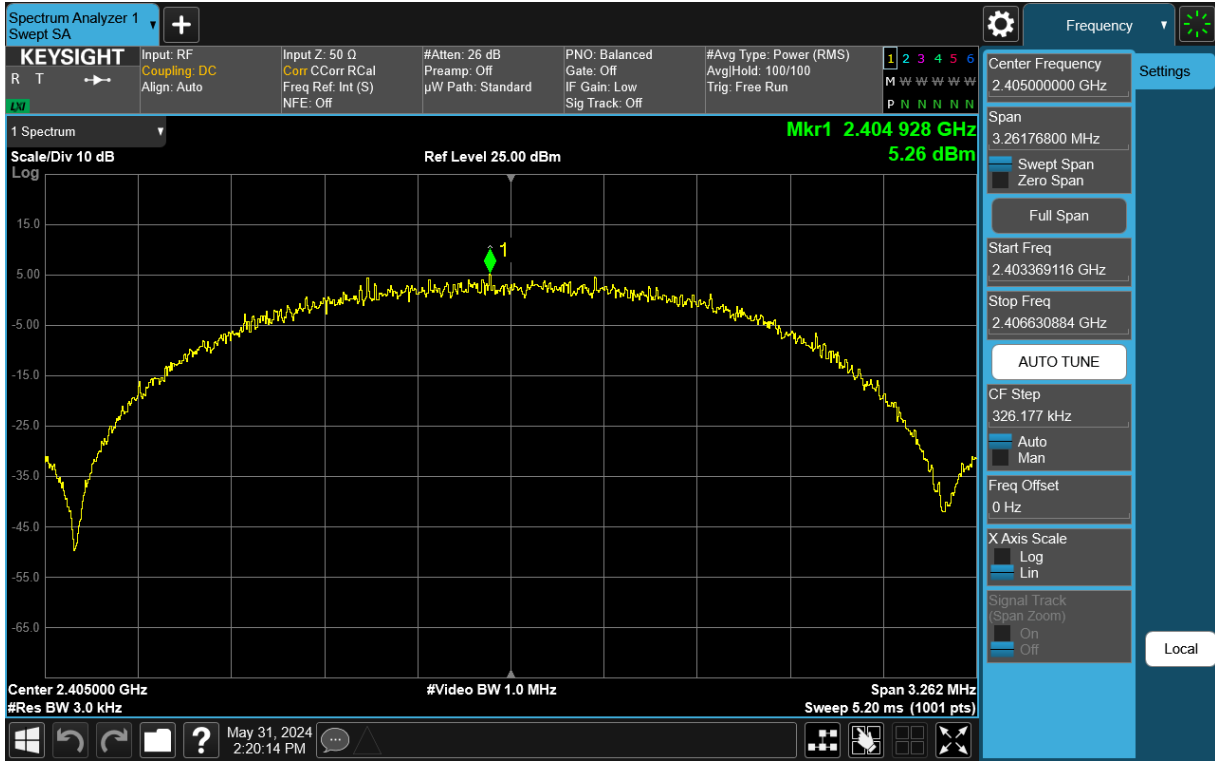 Spectrum Analyzer 1
Swept SA
Frequency
KEYSIGHT
R T
LXI
Input: RF
Coupling: DC
Align: Auto
Input Z: 50 Ω
Corr CCorr RCal
Freq Ref: Int (S)
NFE: Off
#Atten: 26 dB
Preamp: Off
µW Path: Standard
PNO: Balanced
Gate: Off
IF Gain: Low
Sig Track: Off
#Avg Type: Power (RMS)
Avg|Hold: 100/100
Trig: Free Run
1 2 3 4 5 6
M W W W W W
P N N N N N
1 Spectrum
Mkr1 2.404 928 GHz
5.26 dBm
Scale/Div 10 dB
Ref Level 25.00 dBm
Log
15.0
5.00
-5.00
-15.0
-25.0
-35.0
-45.0
-55.0
-65.0
1
Center 2.405000 GHz
#Video BW 1.0 MHz
Span 3.262 MHz
#Res BW 3.0 kHz
Sweep 5.20 ms (1001 pts)
Center Frequency
2.405000000 GHz
Settings
Span
3.26176800 MHz
Swept Span
Zero Span
Full Span
Start Freq
2.403369116 GHz
Stop Freq
2.406630884 GHz
AUTO TUNE
CF Step
326.177 kHz
Auto
Man
Freq Offset
0 Hz
X Axis Scale
Log
Lin
Signal Track
(Span Zoom)
On
Off
Local
?
May 31, 2024
2:20:14 PM